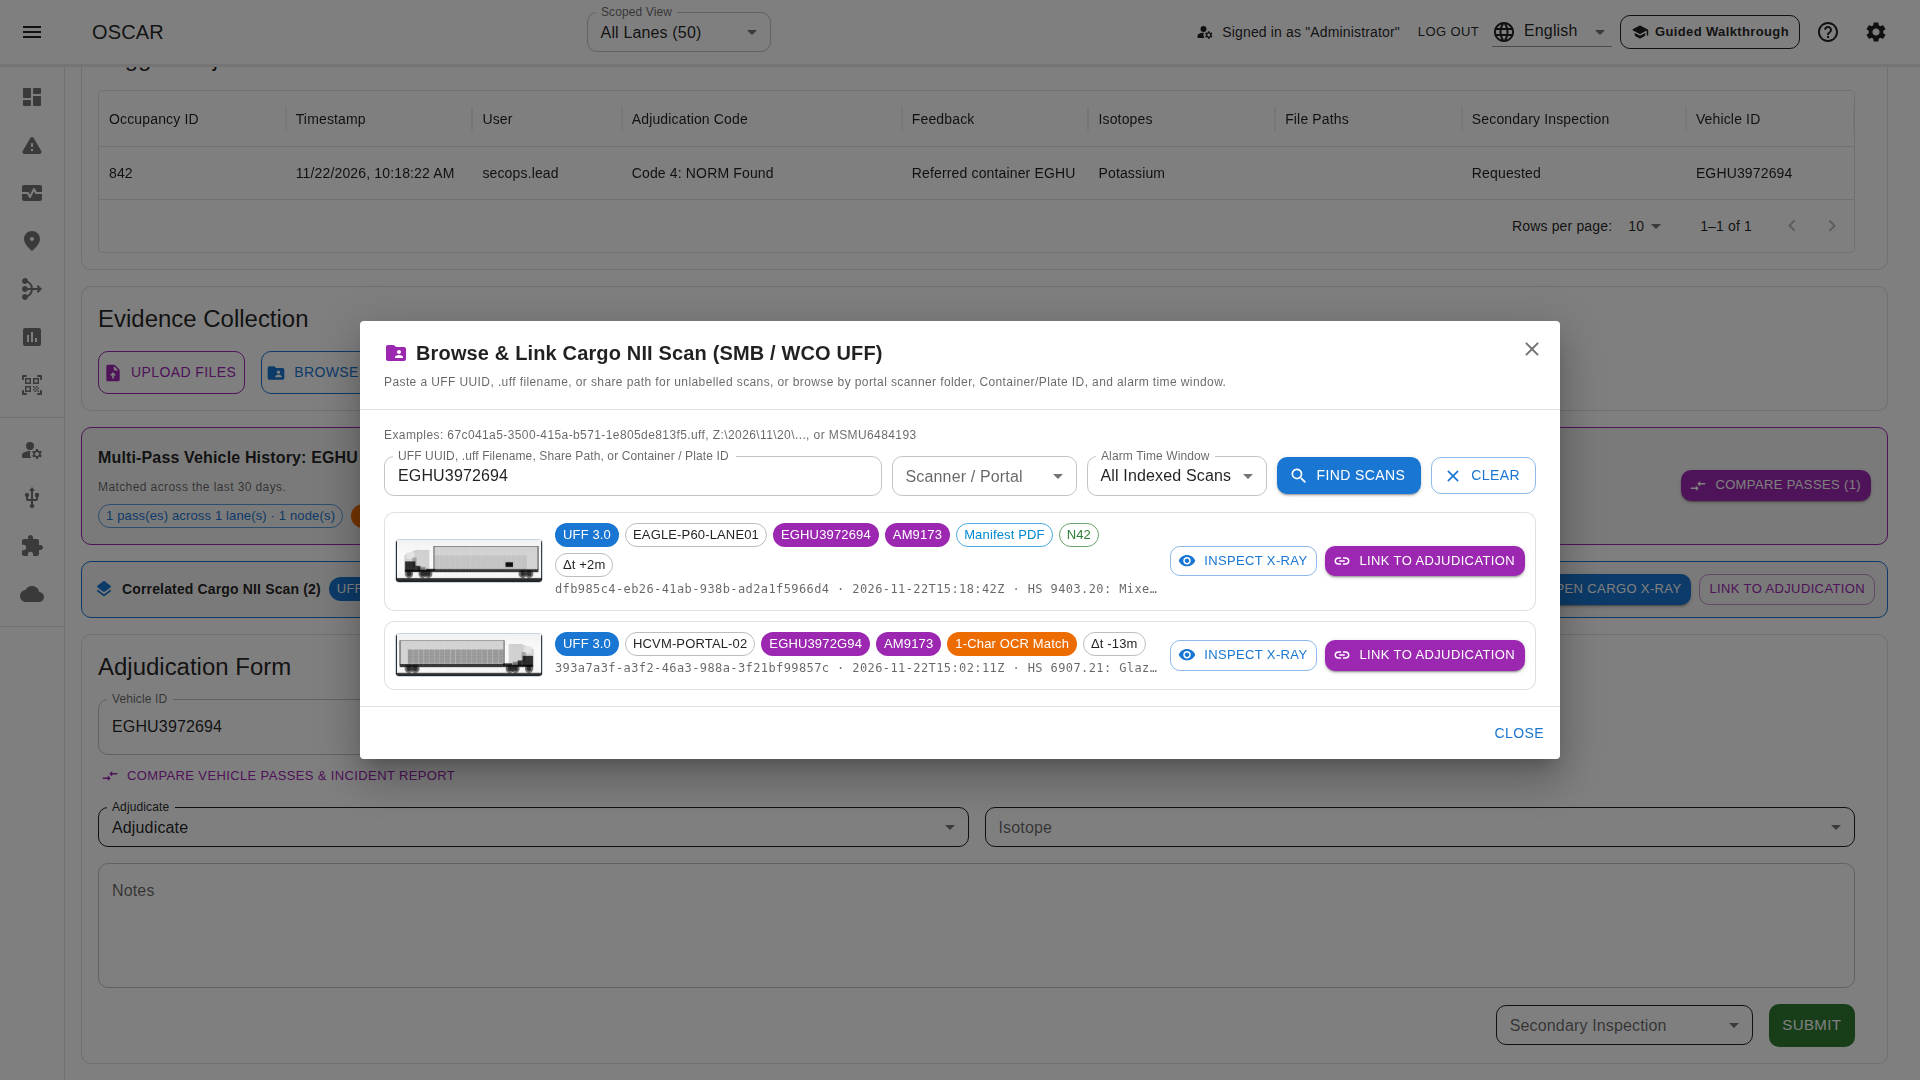 OSCAR
Scoped View
All Lanes (50)
Signed in as "Administrator"
LOG OUT
English
Guided Walkthrough
Occupancy ID Timestamp User Adjudication Code Feedback Isotopes File Paths Secondary Inspection Vehicle ID
842 11/22/2026, 10:18:22 AM secops.lead Code 4: NORM Found Referred container EGHU Potassium Requested EGHU3972694
Rows per page: 10 1–1 of 1
Evidence Collection
UPLOAD FILES
BROWSE
Browse & Link Cargo NII Scan (SMB / WCO UFF)
Paste a UFF UUID, .uff filename, or share path for unlabelled scans, or browse by portal scanner folder, Container/Plate ID, and alarm time window.
Examples: 67c041a5-3500-415a-b571-1e805de813f5.uff, Z:\2026\11\20\..., or MSMU6484193
UFF UUID, .uff Filename, Share Path, or Container / Plate ID
EGHU3972694
Scanner / Portal
Alarm Time Window
All Indexed Scans
FIND SCANS
CLEAR
UFF 3.0 EAGLE-P60-LANE01 EGHU3972694 AM9173 Manifest PDF N42
Δt +2m
dfb985c4-eb26-41ab-938b-ad2a1f5966d4 · 2026-11-22T15:18:42Z · HS 9403.20: Mixe…
INSPECT X-RAY
LINK TO ADJUDICATION
UFF 3.0 HCVM-PORTAL-02 EGHU3972G94 AM9173 1-Char OCR Match Δt -13m
393a7a3f-a3f2-46a3-988a-3f21bf99857c · 2026-11-22T15:02:11Z · HS 6907.21: Glaz…
INSPECT X-RAY
LINK TO ADJUDICATION
CLOSE
Multi-Pass Vehicle History: EGHU
Matched across the last 30 days.
1 pass(es) across 1 lane(s) · 1 node(s)
COMPARE PASSES (1)
Correlated Cargo NII Scan (2)
UFF
PEN CARGO X-RAY
LINK TO ADJUDICATION
Adjudication Form
Vehicle ID
EGHU3972694
COMPARE VEHICLE PASSES & INCIDENT REPORT
Adjudicate
Adjudicate
Isotope
Notes
Secondary Inspection
SUBMIT